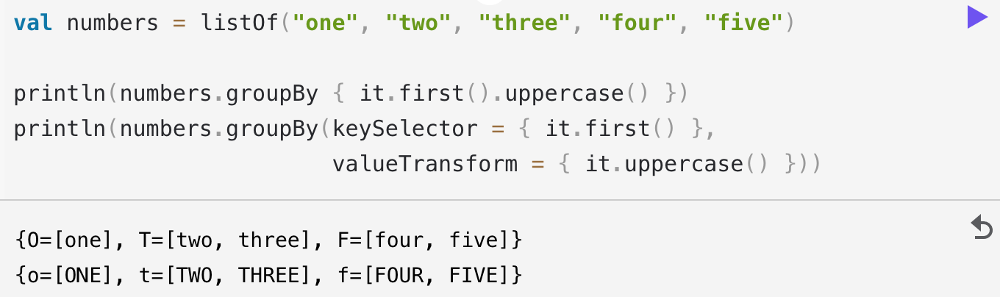 val numbers = listOf("one", "two", "three", "four", "five")
println(numbers.groupBy { it.first().uppercase() })
println(numbers.groupBy(keySelector = { it.first() },
valueTransform = { it.uppercase() }))
{O=[one], T=[two, three], F=[four, five]}
{o=[ONE], t=[TWO, THREE], f=[FOUR, FIVE]}